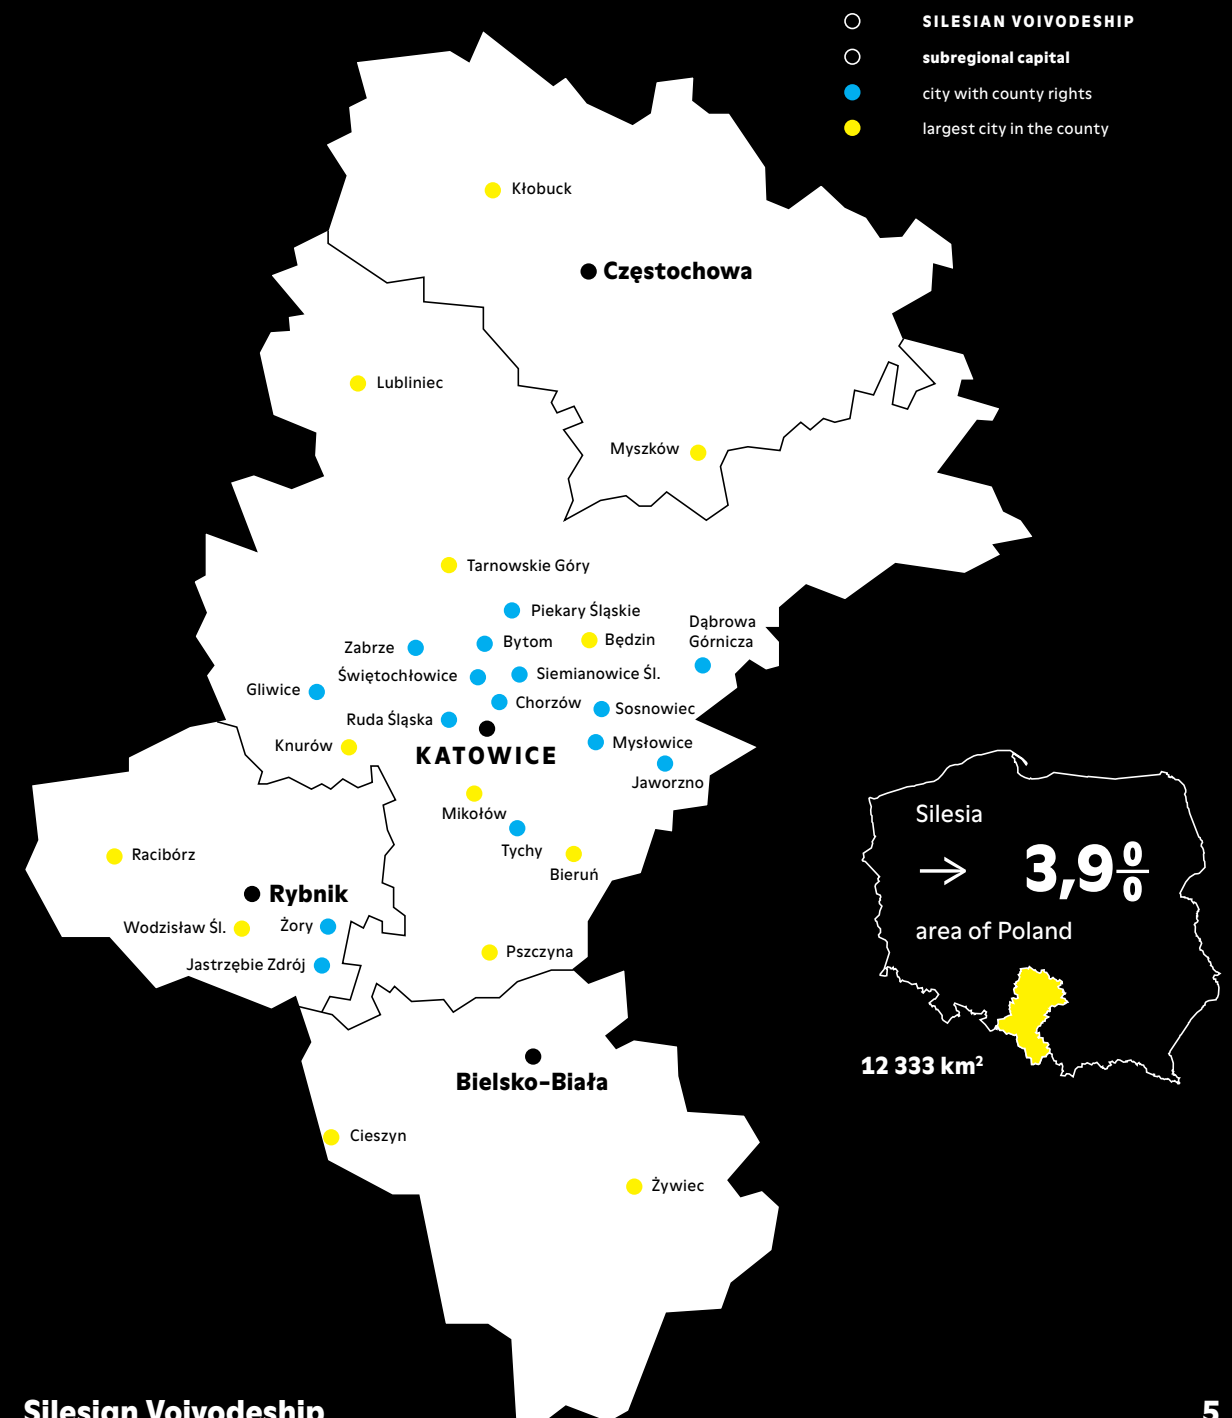 SILESIAN VOIVODESHIP
subregional capital
city with county rights
largest city in the county
Kłobuck
Częstochowa
Lubliniec
Myszków
Tarnowskie Góry
Piekary Śląskie
Dąbrowa
Górnicza
Zabrze
Bytom
Będzin
Świętochłowice
Siemianowice Śl.
Gliwice
Chorzów
Sosnowiec
Ruda Śląska
Knurów
KATOWICE
Mysłowice
Jaworzno
Mikołów
Tychy
Bieruń
Racibórz
Rybnik
Wodzisław Śl.
Żory
Jastrzębie Zdrój
Pszczyna
Silesia
→ 3,9%
area of Poland
12 333 km²
Bielsko-Biała
Cieszyn
Żywiec
Silesian Voivodeship
5